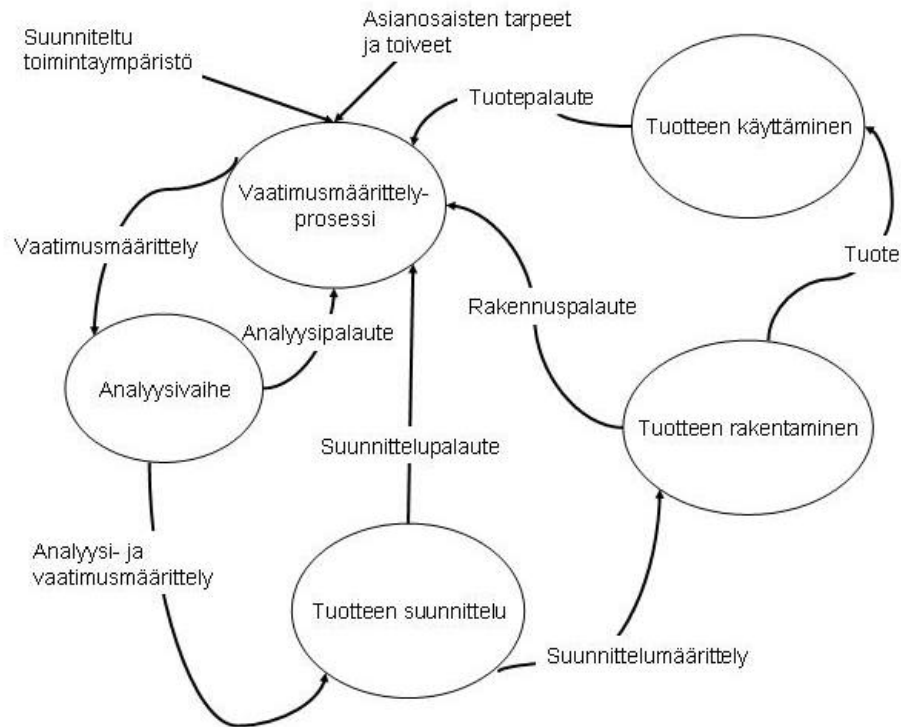 Asianosaisten tarpeet
ja toiveet
Suunniteltu
toimintaympäristö
Tuotepalaute
Tuotteen käyttäminen
Vaatimusmäärittely-
prosessi
Vaatimusmäärittely
Tuote
Rakennuspalaute
Analyysipalaute
Analyysivaihe
Tuotteen rakentaminen
Suunnittelupalaute
Analyysi- ja
vaatimusmäärittely
Tuotteen suunnittelu
Suunnittelumäärittely